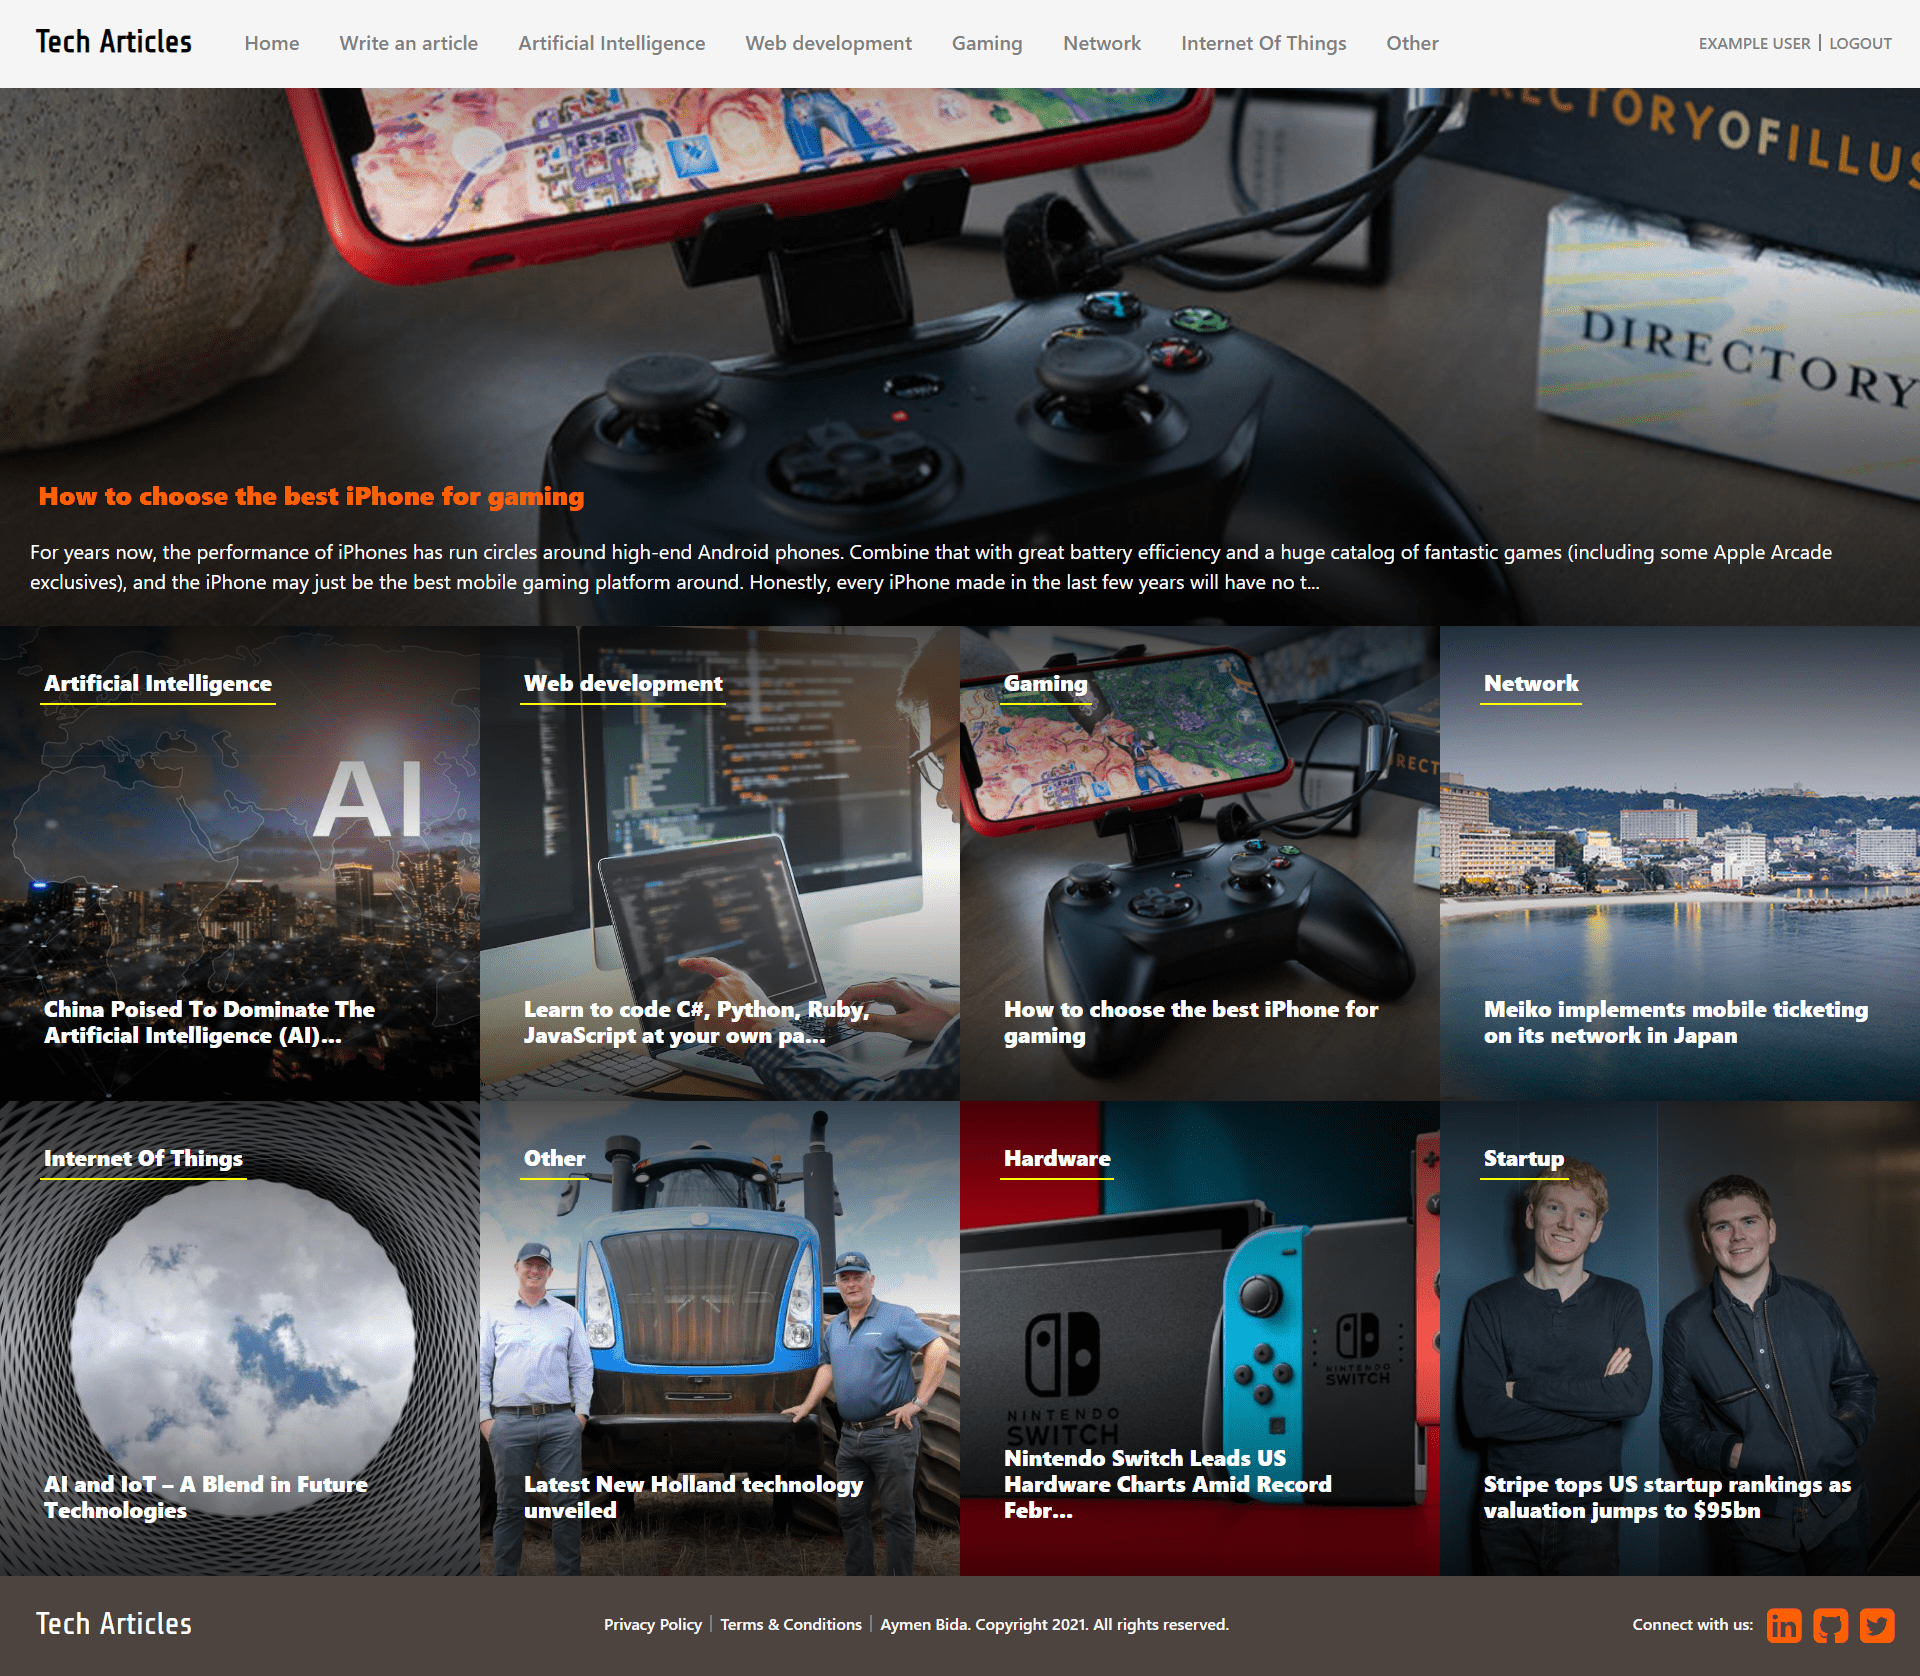 Tech Articles
Home
Write an article
Artificial Intelligence
Web development
Gaming
Network
Internet Of Things
Other
EXAMPLE USER | LOGOUT
DIRECTORYOFILLUS
DIRECTORY
How to choose the best iPhone for gaming
For years now, the performance of iPhones has run circles around high-end Android phones. Combine that with great battery efficiency and a huge catalog of fantastic games (including some Apple Arcade
exclusives), and the iPhone may just be the best mobile gaming platform around. Honestly, every iPhone made in the last few years will have no t...
Artificial Intelligence
AI
China Poised To Dominate The
Artificial Intelligence (AI)...
Web development
Learn to code C#, Python, Ruby,
JavaScript at your own pa...
Gaming
RECT
How to choose the best iPhone for
gaming
Network
Meiko implements mobile ticketing
on its network in Japan
Internet Of Things
AI and IoT – A Blend in Future
Technologies
Other
Latest New Holland technology
unveiled
Hardware
NINTENDO
SWITCH
NINTENDO
SWITCH
Nintendo Switch Leads US
Hardware Charts Amid Record
Febr...
Startup
Stripe tops US startup rankings as
valuation jumps to $95bn
Tech Articles
Privacy Policy | Terms & Conditions | Aymen Bida. Copyright 2021. All rights reserved.
Connect with us: